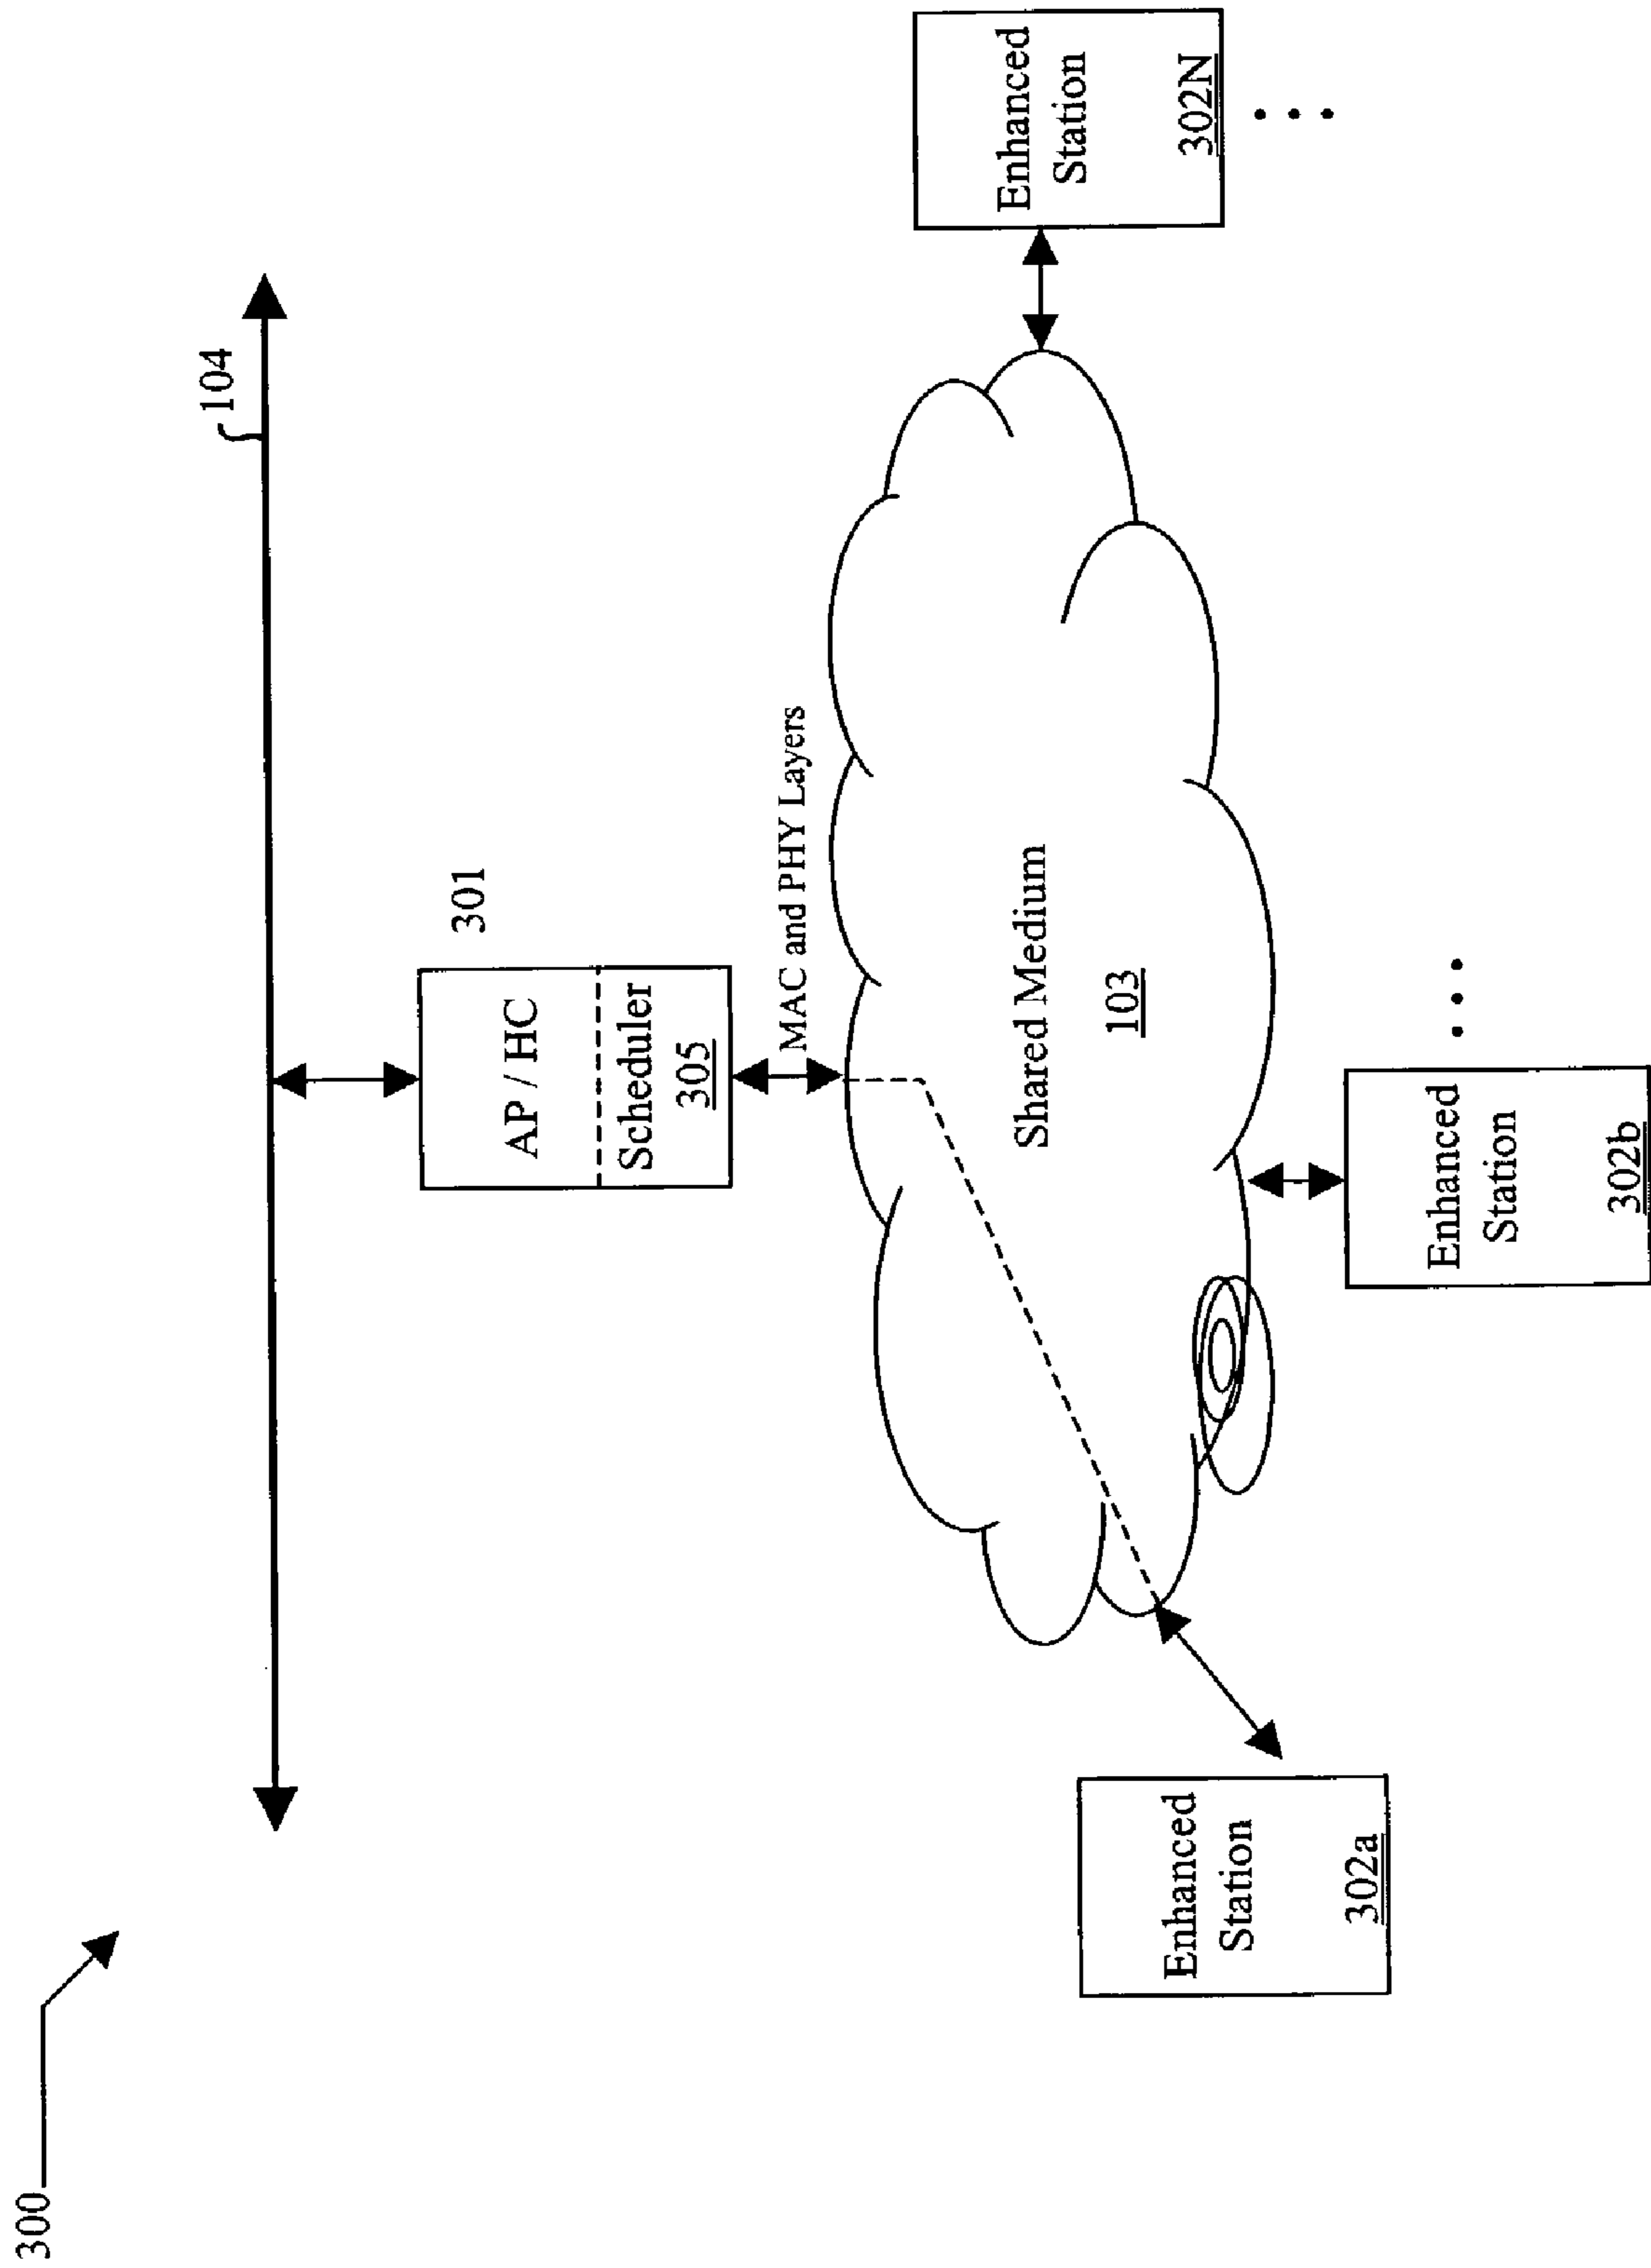 300
104
301
AP / HC
Scheduler
305
MAC and PHY Layers
Shared Medium
103
Enhanced
Station
302a
Enhanced
Station
302b
Enhanced
Station
302N